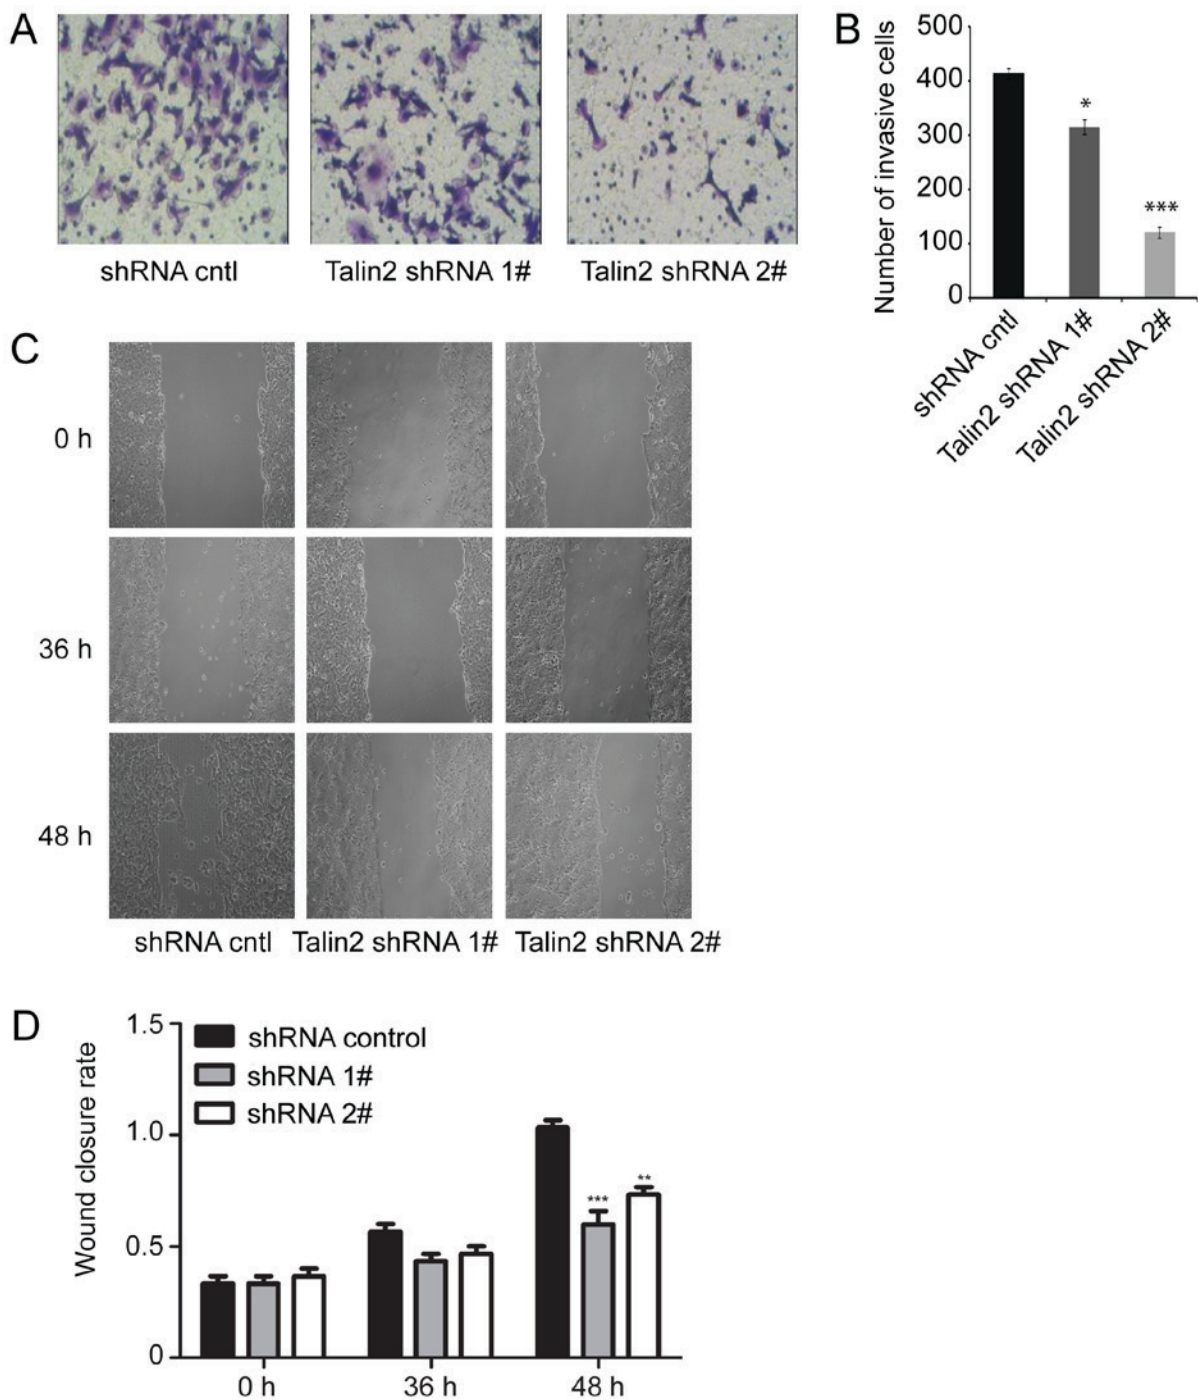 A
shRNA cntl
Talin2 shRNA 1#
Talin2 shRNA 2#
B
Number of invasive cells
500
400
300
200
100
0
*
***
shRNA cntl
Talin2 shRNA 1#
Talin2 shRNA 2#
C
0 h
36 h
48 h
shRNA cntl
Talin2 shRNA 1#
Talin2 shRNA 2#
D
Wound closure rate
1.5
1.0
0.5
0
shRNA control
shRNA 1#
shRNA 2#
***
**
0 h
36 h
48 h